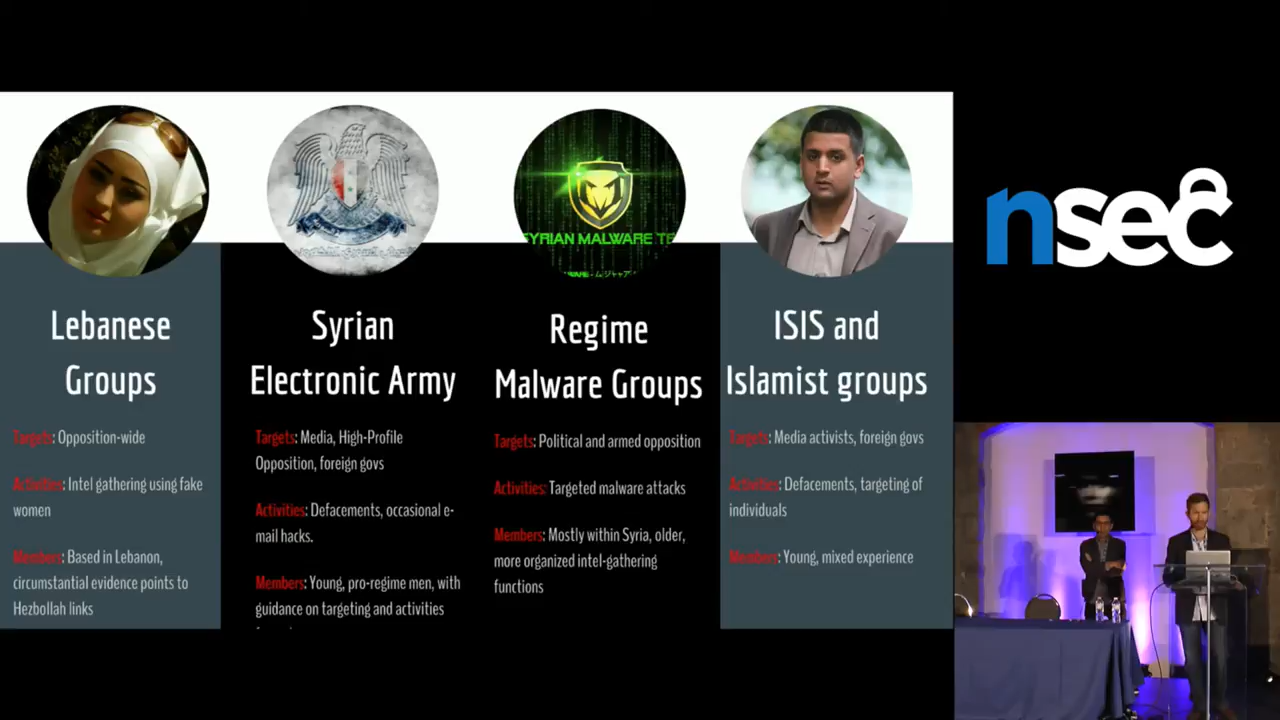 nsec
SYRIAN MALWARE TE
Lebanese
Groups
Targets: Opposition-wide
Activities: Intel gathering using fake
women
Members: Based in Lebanon,
circumstantial evidence points to
Hezbollah links
Syrian
Electronic Army
Targets: Media, High-Profile
Opposition, foreign govs
Activities: Defacements, occasional e-
mail hacks.
Members: Young, pro-regime men, with
guidance on targeting and activities
Regime
Malware Groups
Targets: Political and armed opposition
Activities: Targeted malware attacks
Members: Mostly within Syria, older,
more organized intel-gathering
functions
ISIS and
Islamist groups
Targets: Media activists, foreign govs
Activities: Defacements, targeting of
individuals
Members: Young, mixed experience